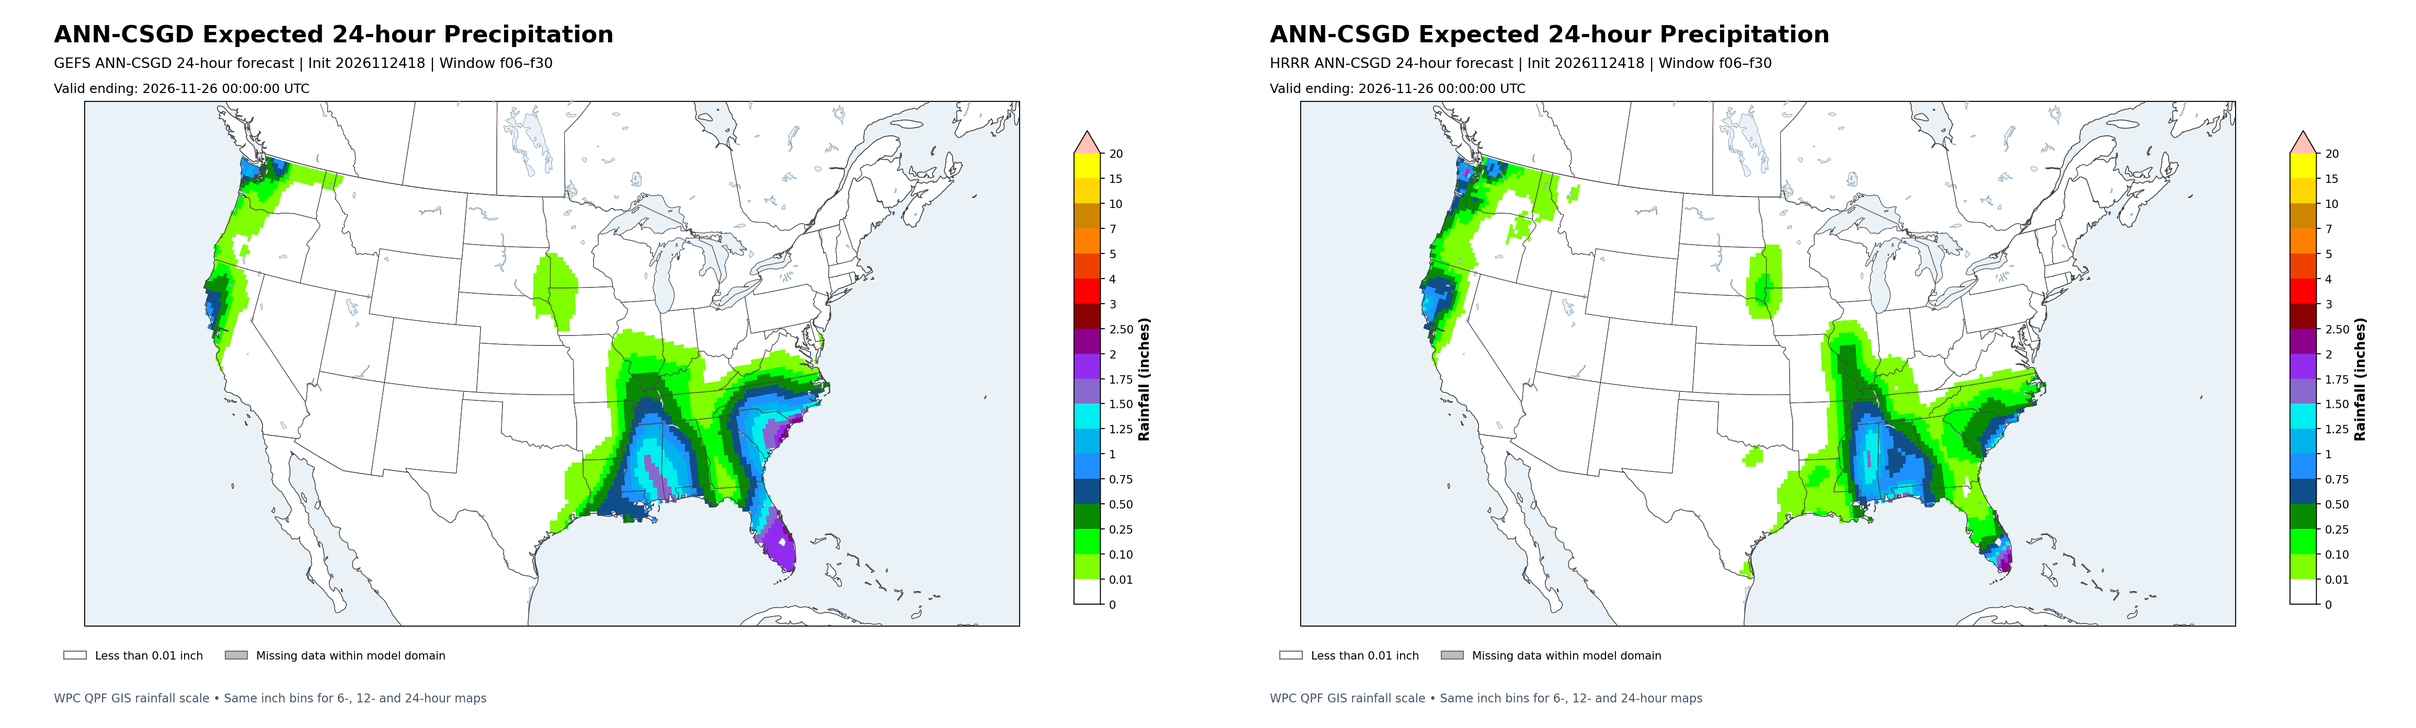 ANN-CSGD Expected 24-hour Precipitation
GEFS ANN-CSGD 24-hour forecast | Init 2026112418 | Window f06–f30
Valid ending: 2026-11-26 00:00:00 UTC
20
15
10
7
5
4
3
2.50
2
1.75
1.50
1.25
1
0.75
0.50
0.25
0.10
0.01
0
Rainfall (inches)
Less than 0.01 inch
Missing data within model domain
WPC QPF GIS rainfall scale • Same inch bins for 6-, 12- and 24-hour maps
ANN-CSGD Expected 24-hour Precipitation
HRRR ANN-CSGD 24-hour forecast | Init 2026112418 | Window f06–f30
Valid ending: 2026-11-26 00:00:00 UTC
20
15
10
7
5
4
3
2.50
2
1.75
1.50
1.25
1
0.75
0.50
0.25
0.10
0.01
0
Rainfall (inches)
Less than 0.01 inch
Missing data within model domain
WPC QPF GIS rainfall scale • Same inch bins for 6-, 12- and 24-hour maps